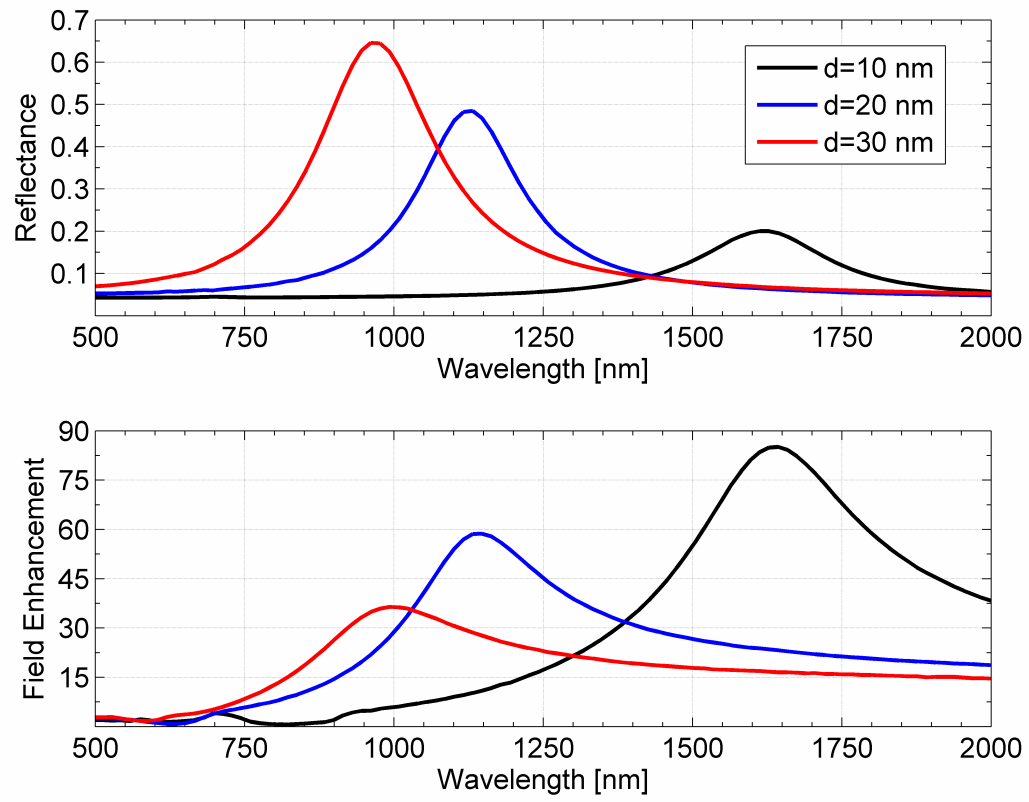 0.7
0.6
0.5
0.4
0.3
0.2
0.1
Reflectance
d=10 nm
d=20 nm
d=30 nm
500 750 1000 1250 1500 1750 2000
Wavelength [nm]
90
75
60
45
30
15
Field Enhancement
500 750 1000 1250 1500 1750 2000
Wavelength [nm]